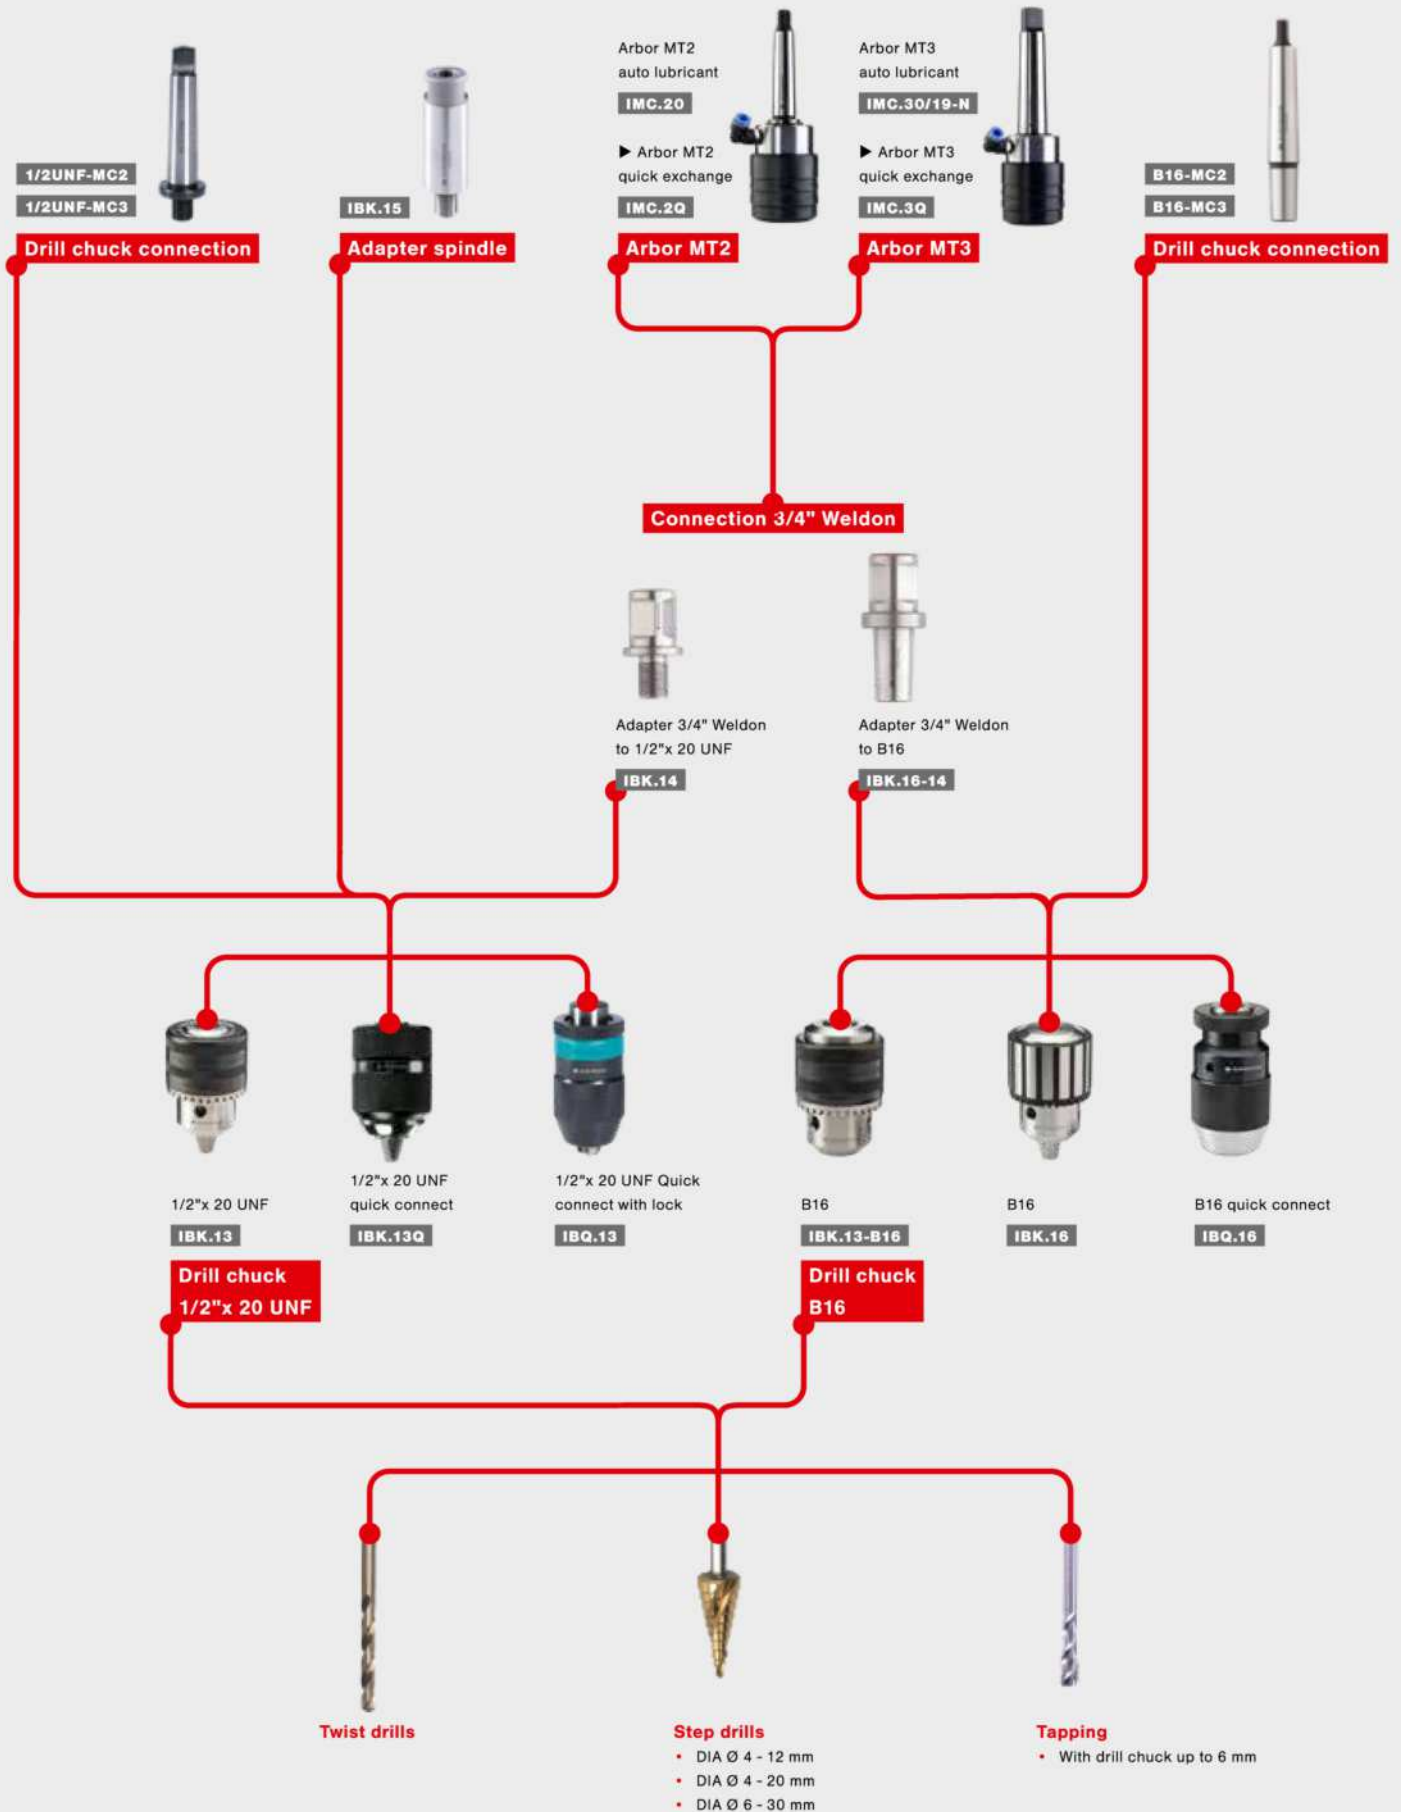 1/2UNF-MC2
1/2UNF-MC3
Drill chuck connection
IBK.15
Adapter spindle
Arbor MT2
auto lubricant
IMC.20
▶ Arbor MT2
quick exchange
IMC.2Q
Arbor MT2
Arbor MT3
auto lubricant
IMC.30/19-N
▶ Arbor MT3
quick exchange
IMC.3Q
Arbor MT3
B16-MC2
B16-MC3
Drill chuck connection
Connection 3/4" Weldon
Adapter 3/4" Weldon
to 1/2"x 20 UNF
IBK.14
Adapter 3/4" Weldon
to B16
IBK.16-14
1/2"x 20 UNF
IBK.13
1/2"x 20 UNF
quick connect
IBK.13Q
1/2"x 20 UNF Quick
connect with lock
IBQ.13
B16
IBK.13-B16
B16
IBK.16
B16 quick connect
IBQ.16
Drill chuck
1/2"x 20 UNF
Drill chuck
B16
Twist drills
Step drills
• DIA Ø 4 - 12 mm
• DIA Ø 4 - 20 mm
• DIA Ø 6 - 30 mm
Tapping
• With drill chuck up to 6 mm